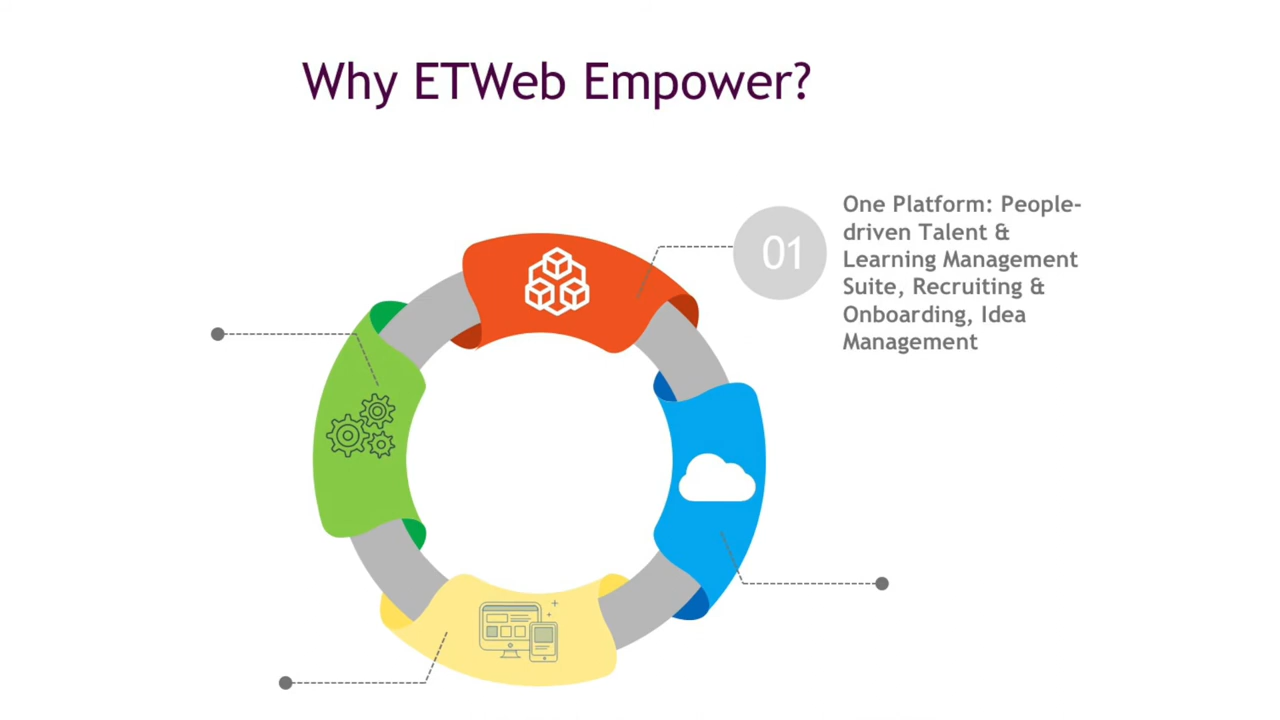 Why ETWeb Empower?
01
One Platform: People-
driven Talent &
Learning Management
Suite, Recruiting &
Onboarding, Idea
Management